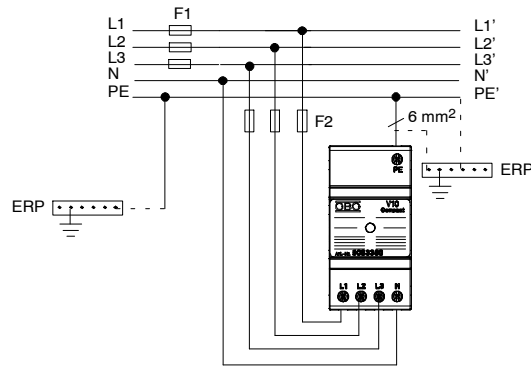 F1
L1 L1'
L2 L2'
L3 L3'
N N'
PE PE'
F2
6 mm²
PE
ERP
ERP
OBO V10
Compact
L1 L2 L3 N